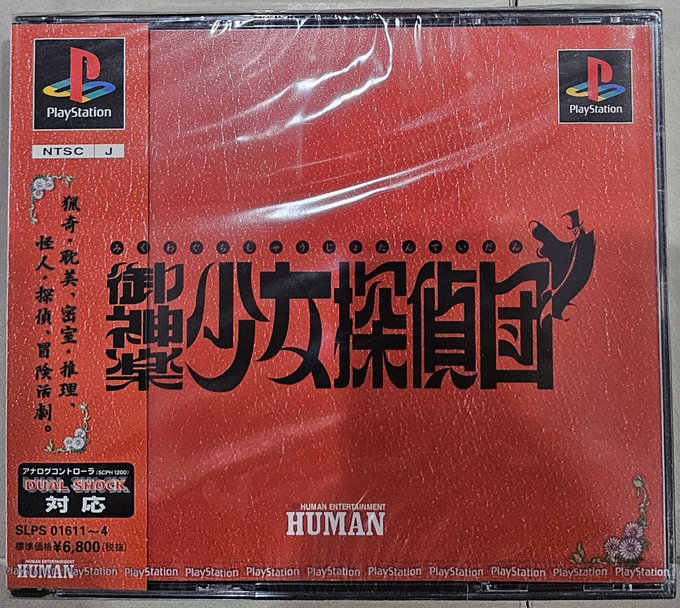 PlayStation
NTSC J
猟奇・耽美、密室・推理、
怪人・探偵、冒険活劇。
アナログコントローラ(SCPH1200)
DUAL SHOCK
対応
SLPS 01611～4
標準価格¥6,800(税抜)
HUMAN ENTERTAINMENT
HUMAN
PlayStation
みくわぐらしゃうじょたんていだん
御神楽少女探偵団
HUMAN ENTERTAINMENT
HUMAN
PlayStation PlayStation PlayStation PlayStation PlayStation PlayStation PlayStation PlayStation PlayStation